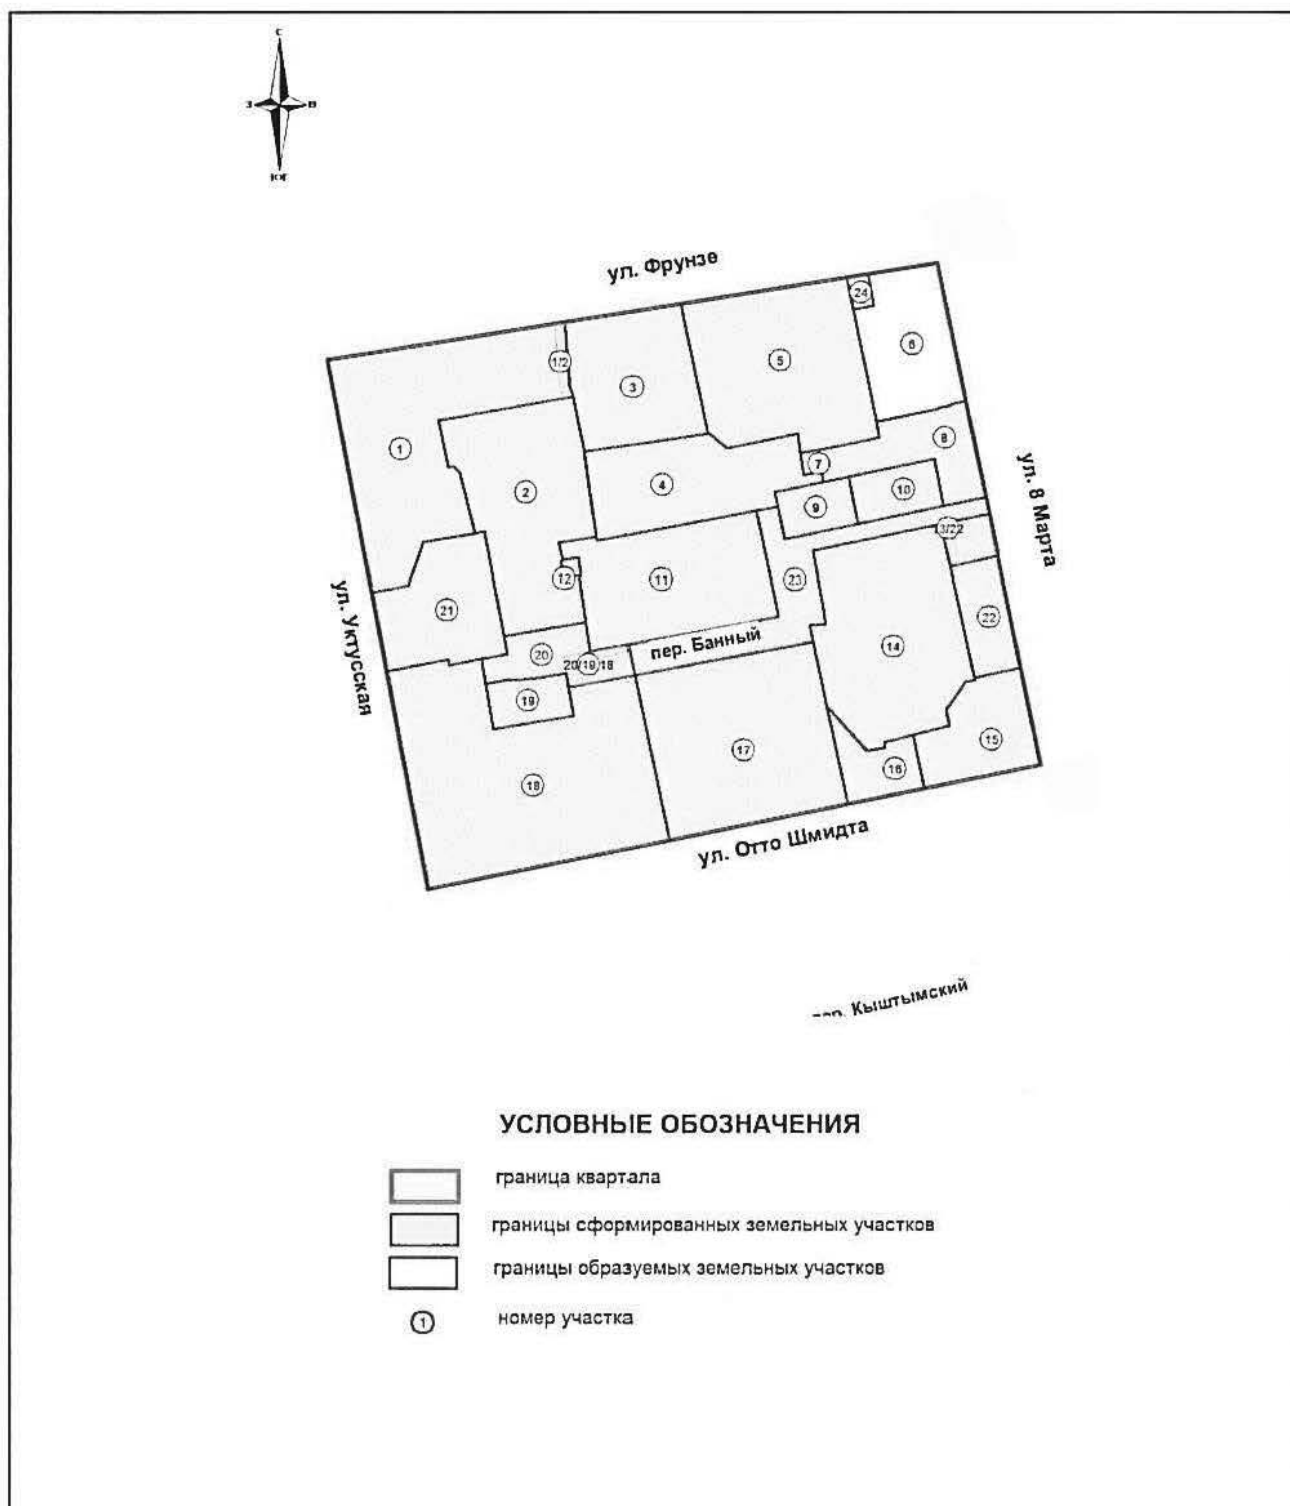 С
З
В
ЮГ
ул. Фрунзе
24
1/2
6
3
5
1
8
7
4
10
2
9
ул. 8 Марта
3/22
12
11
23
ул. Уктусская
21
22
пер. Банный
14
20
20/19/18
19
17
15
16
18
ул. Отто Шмидта
пер. Кыштымский
УСЛОВНЫЕ ОБОЗНАЧЕНИЯ
граница квартала
границы сформированных земельных участков
границы образуемых земельных участков
1
номер участка